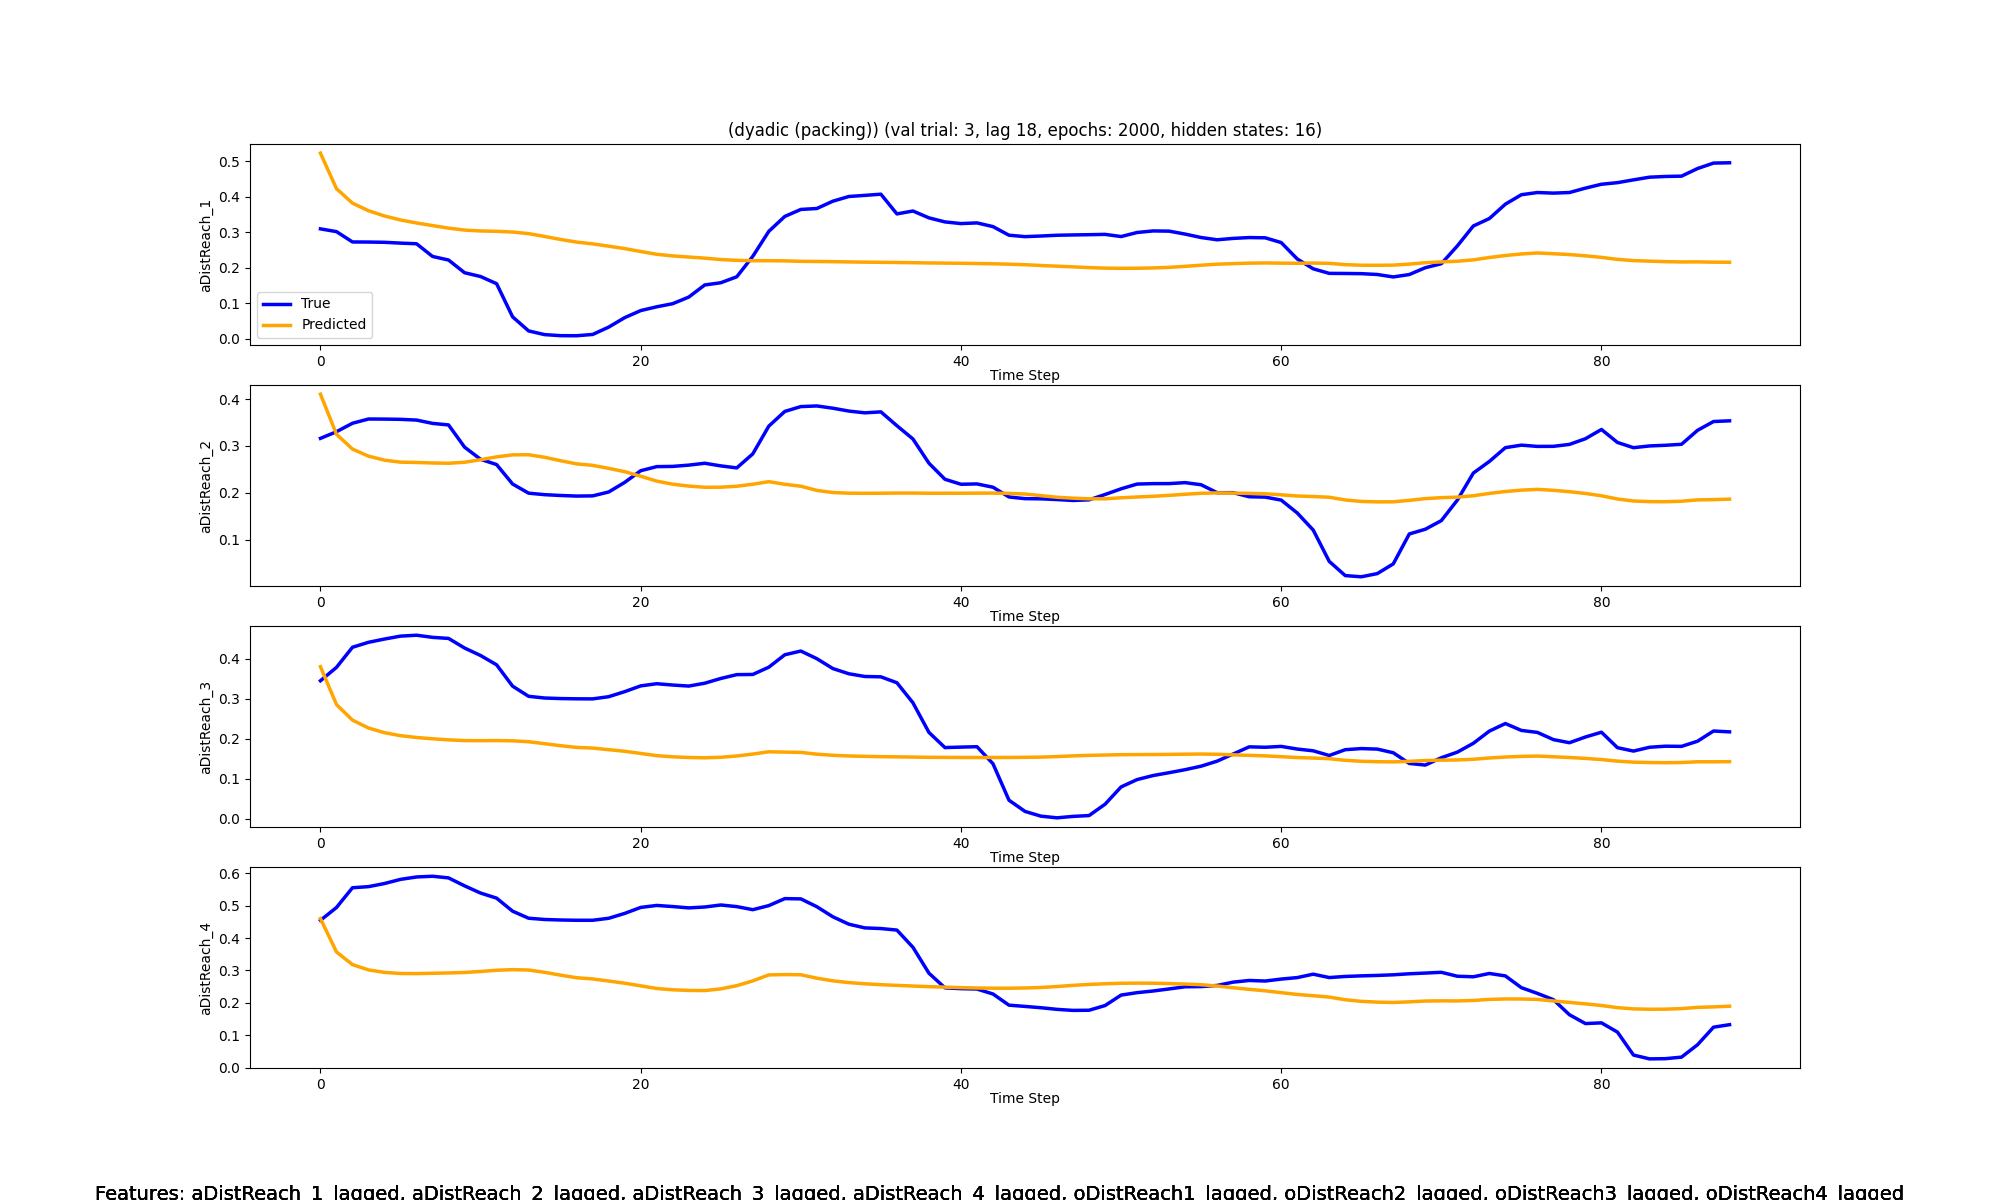 (dyadic (packing)) (val trial: 3, lag 18, epochs: 2000, hidden states: 16)
aDistReach_1
0.5
0.4
0.3
0.2
0.1
0.0
True
Predicted
0 20 40 60 80
Time Step
aDistReach_2
0.4
0.3
0.2
0.1
0 20 40 60 80
Time Step
aDistReach_3
0.4
0.3
0.2
0.1
0.0
0 20 40 60 80
Time Step
aDistReach_4
0.6
0.5
0.4
0.3
0.2
0.1
0.0
0 20 40 60 80
Time Step
Features: aDistReach_1_lagged, aDistReach_2_lagged, aDistReach_3_lagged, aDistReach_4_lagged, oDistReach1_lagged, oDistReach2_lagged, oDistReach3_lagged, oDistReach4_lagged